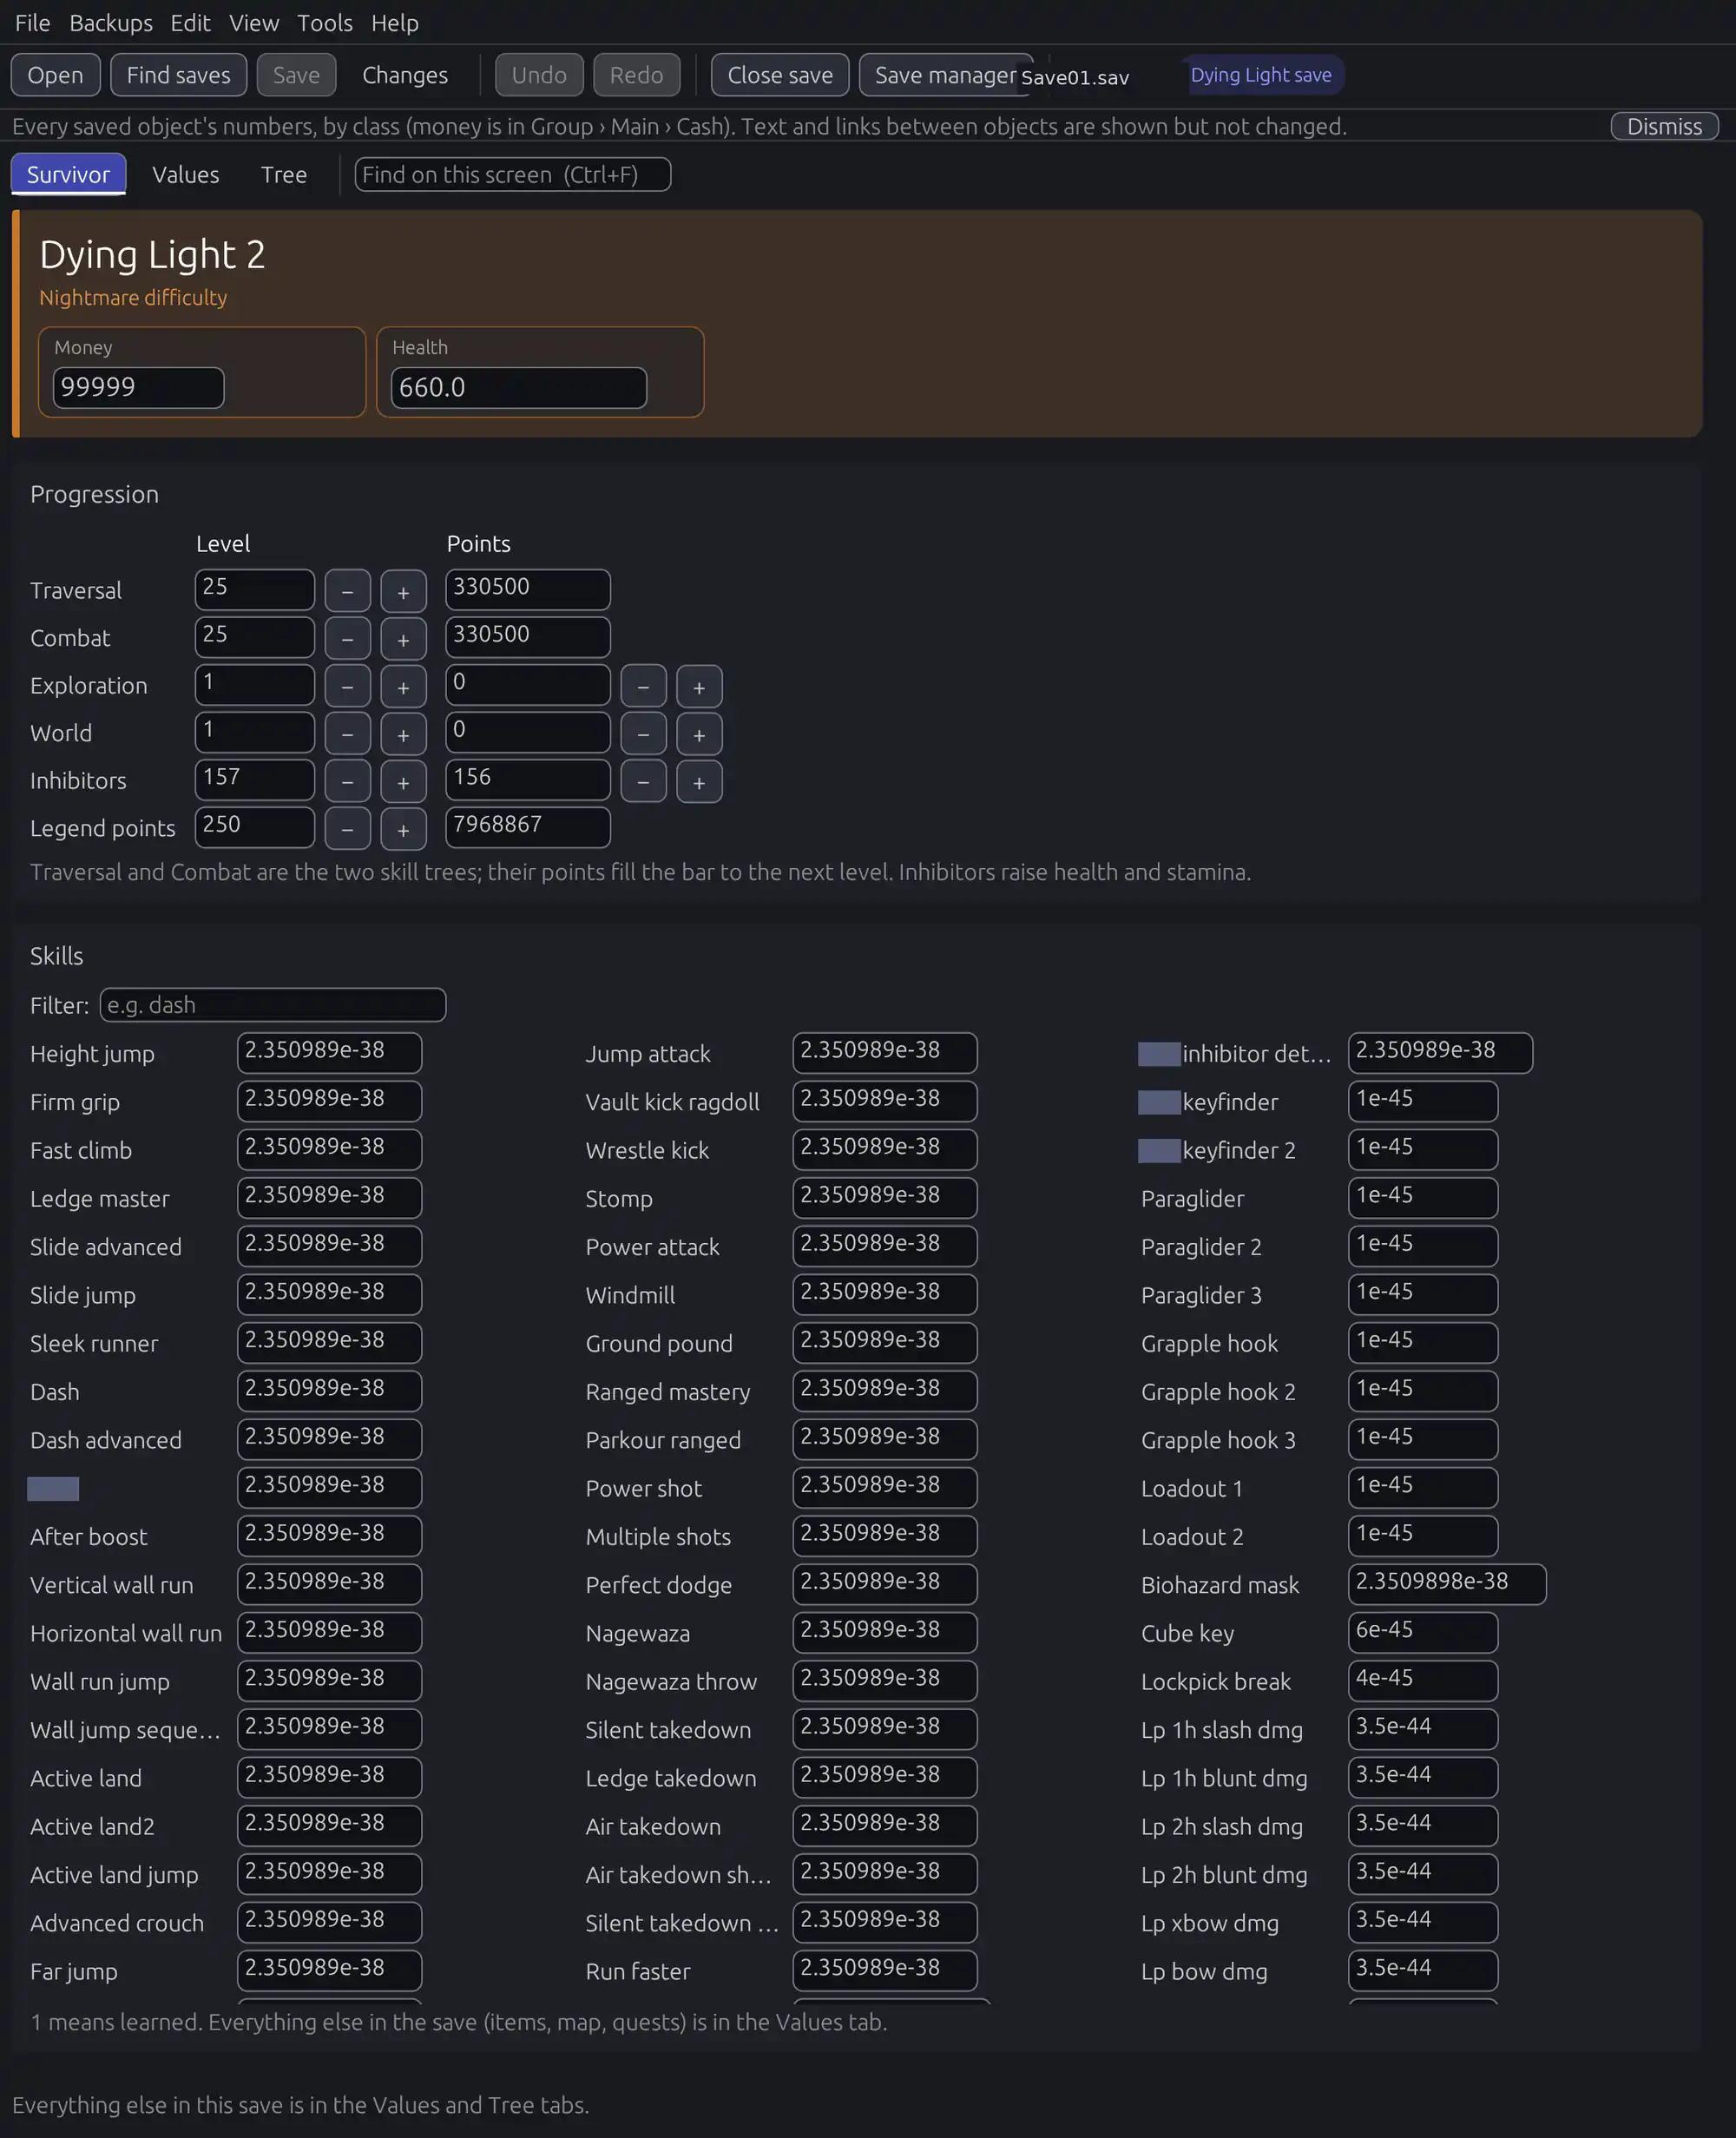 File Backups Edit View Tools Help
Open Find saves Save Changes Undo Redo Close save Save manager Save01.sav Dying Light save
Every saved object's numbers, by class (money is in Group › Main › Cash). Text and links between objects are shown but not changed. Dismiss
Survivor Values Tree Find on this screen (Ctrl+F)
Dying Light 2
Nightmare difficulty
Money Health
99999 660.0
Progression
Level Points
Traversal 25 − + 330500
Combat 25 − + 330500
Exploration 1 − + 0 − +
World 1 − + 0 − +
Inhibitors 157 − + 156 − +
Legend points 250 − + 7968867
Traversal and Combat are the two skill trees; their points fill the bar to the next level. Inhibitors raise health and stamina.
Skills
Filter: e.g. dash
Height jump 2.350989e-38 Jump attack 2.350989e-38 inhibitor det... 2.350989e-38
Firm grip 2.350989e-38 Vault kick ragdoll 2.350989e-38 keyfinder 1e-45
Fast climb 2.350989e-38 Wrestle kick 2.350989e-38 keyfinder 2 1e-45
Ledge master 2.350989e-38 Stomp 2.350989e-38 Paraglider 1e-45
Slide advanced 2.350989e-38 Power attack 2.350989e-38 Paraglider 2 1e-45
Slide jump 2.350989e-38 Windmill 2.350989e-38 Paraglider 3 1e-45
Sleek runner 2.350989e-38 Ground pound 2.350989e-38 Grapple hook 1e-45
Dash 2.350989e-38 Ranged mastery 2.350989e-38 Grapple hook 2 1e-45
Dash advanced 2.350989e-38 Parkour ranged 2.350989e-38 Grapple hook 3 1e-45
2.350989e-38 Power shot 2.350989e-38 Loadout 1 1e-45
After boost 2.350989e-38 Multiple shots 2.350989e-38 Loadout 2 1e-45
Vertical wall run 2.350989e-38 Perfect dodge 2.350989e-38 Biohazard mask 2.3509898e-38
Horizontal wall run 2.350989e-38 Nagewaza 2.350989e-38 Cube key 6e-45
Wall run jump 2.350989e-38 Nagewaza throw 2.350989e-38 Lockpick break 4e-45
Wall jump seque... 2.350989e-38 Silent takedown 2.350989e-38 Lp 1h slash dmg 3.5e-44
Active land 2.350989e-38 Ledge takedown 2.350989e-38 Lp 1h blunt dmg 3.5e-44
Active land2 2.350989e-38 Air takedown 2.350989e-38 Lp 2h slash dmg 3.5e-44
Active land jump 2.350989e-38 Air takedown sh... 2.350989e-38 Lp 2h blunt dmg 3.5e-44
Advanced crouch 2.350989e-38 Silent takedown ... 2.350989e-38 Lp xbow dmg 3.5e-44
Far jump 2.350989e-38 Run faster 2.350989e-38 Lp bow dmg 3.5e-44
1 means learned. Everything else in the save (items, map, quests) is in the Values tab.
Everything else in this save is in the Values and Tree tabs.